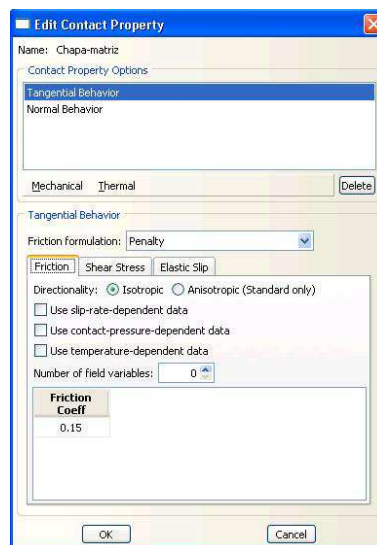 Edit Contact Property
Name: Chapa-matriz
Contact Property Options
Tangential Behavior
Normal Behavior
Mechanical Thermal Delete
Tangential Behavior
Friction formulation: Penalty
Friction Shear Stress Elastic Slip
Directionality: Isotropic Anisotropic (Standard only)
Use slip-rate-dependent data
Use contact-pressure-dependent data
Use temperature-dependent data
Number of field variables: 0
Friction
Coeff
0.15
OK Cancel